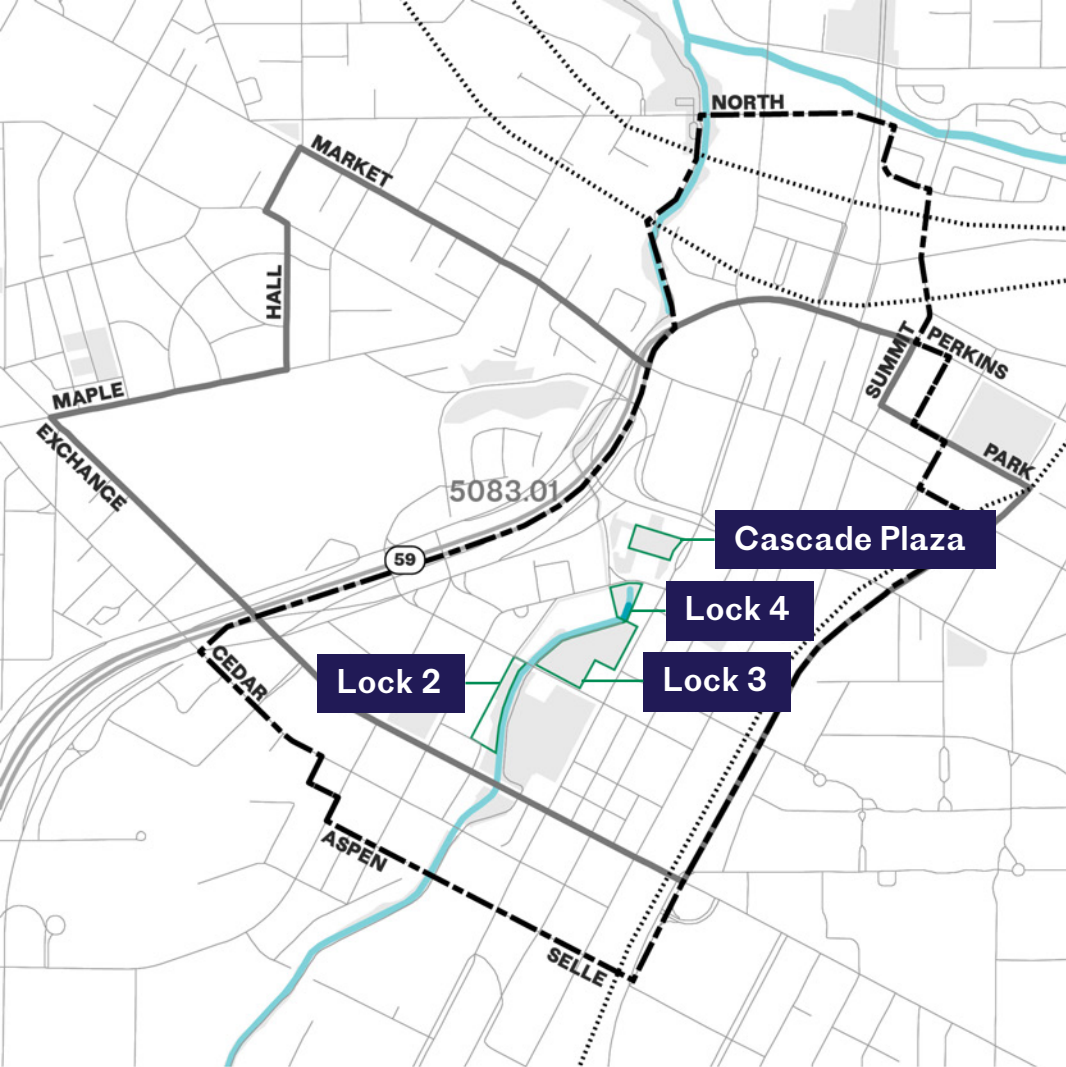 NORTH
MARKET
HALL
SUMMIT
PERKINS
MAPLE
EXCHANGE
PARK
5083.01
Cascade Plaza
59
Lock 4
CEDAR
Lock 2
Lock 3
ASPEN
SELLE